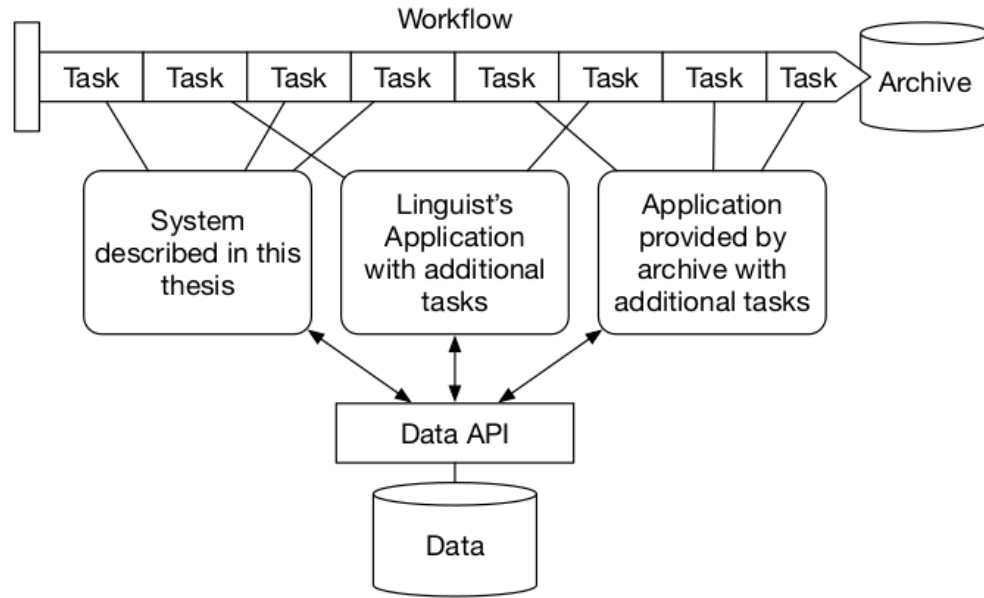 Workflow
Task Task Task Task Task Task Task Task
Archive
System
described in this
thesis
Linguist’s
Application
with additional
tasks
Application
provided by
archive with
additional tasks
Data API
Data